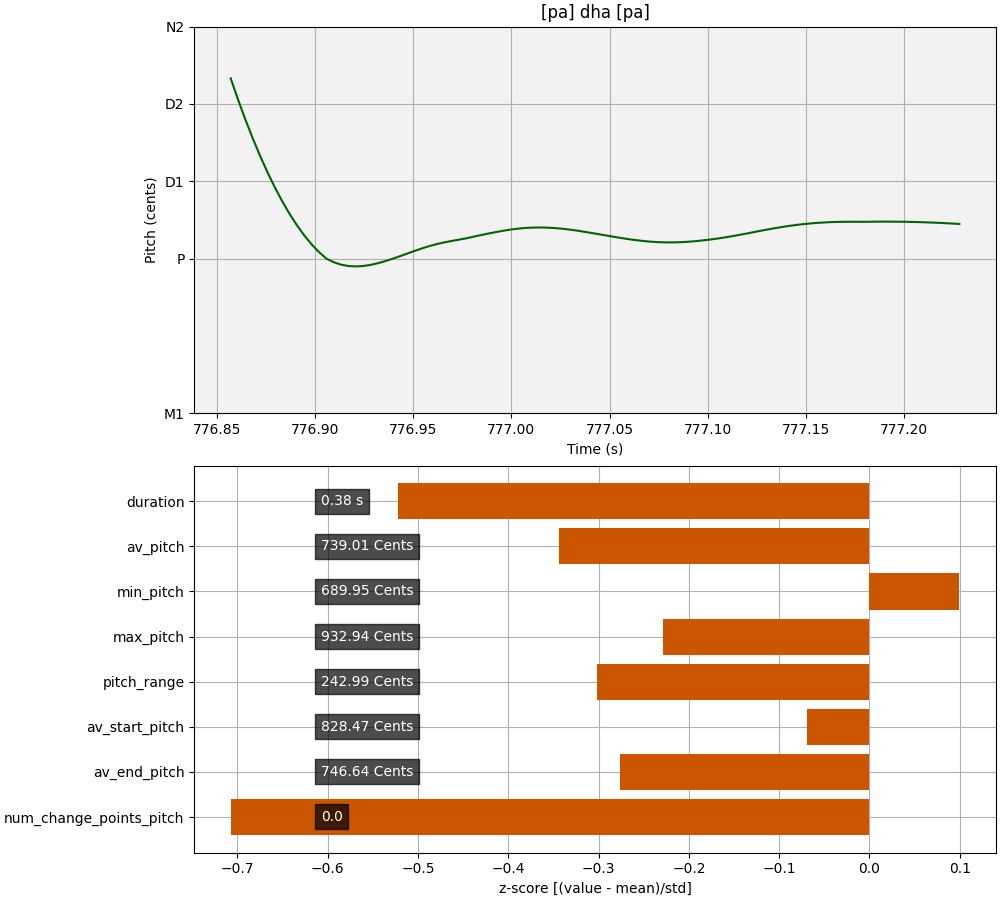 [pa] dha [pa]
N2
D2
D1
P
M1
Pitch (cents)
776.85 776.90 776.95 777.00 777.05 777.10 777.15 777.20
Time (s)
duration 0.38 s
av_pitch 739.01 Cents
min_pitch 689.95 Cents
max_pitch 932.94 Cents
pitch_range 242.99 Cents
av_start_pitch 828.47 Cents
av_end_pitch 746.64 Cents
num_change_points_pitch 0.0
−0.7 −0.6 −0.5 −0.4 −0.3 −0.2 −0.1 0.0 0.1
z-score [(value - mean)/std]